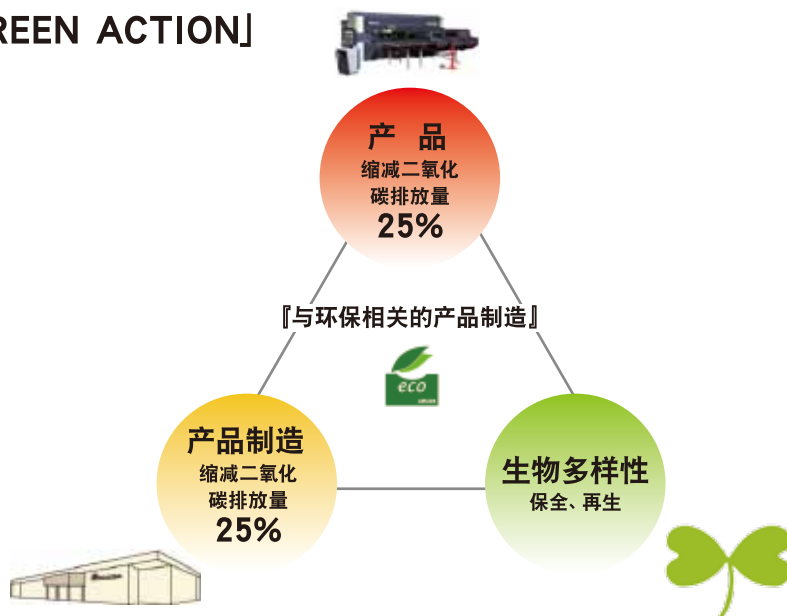 REEN ACTION」
产 品
缩减二氧化
碳排放量
25%
『与环保相关的产品制造』
eco
产品制造
缩减二氧化
碳排放量
25%
生物多样性
保全、再生